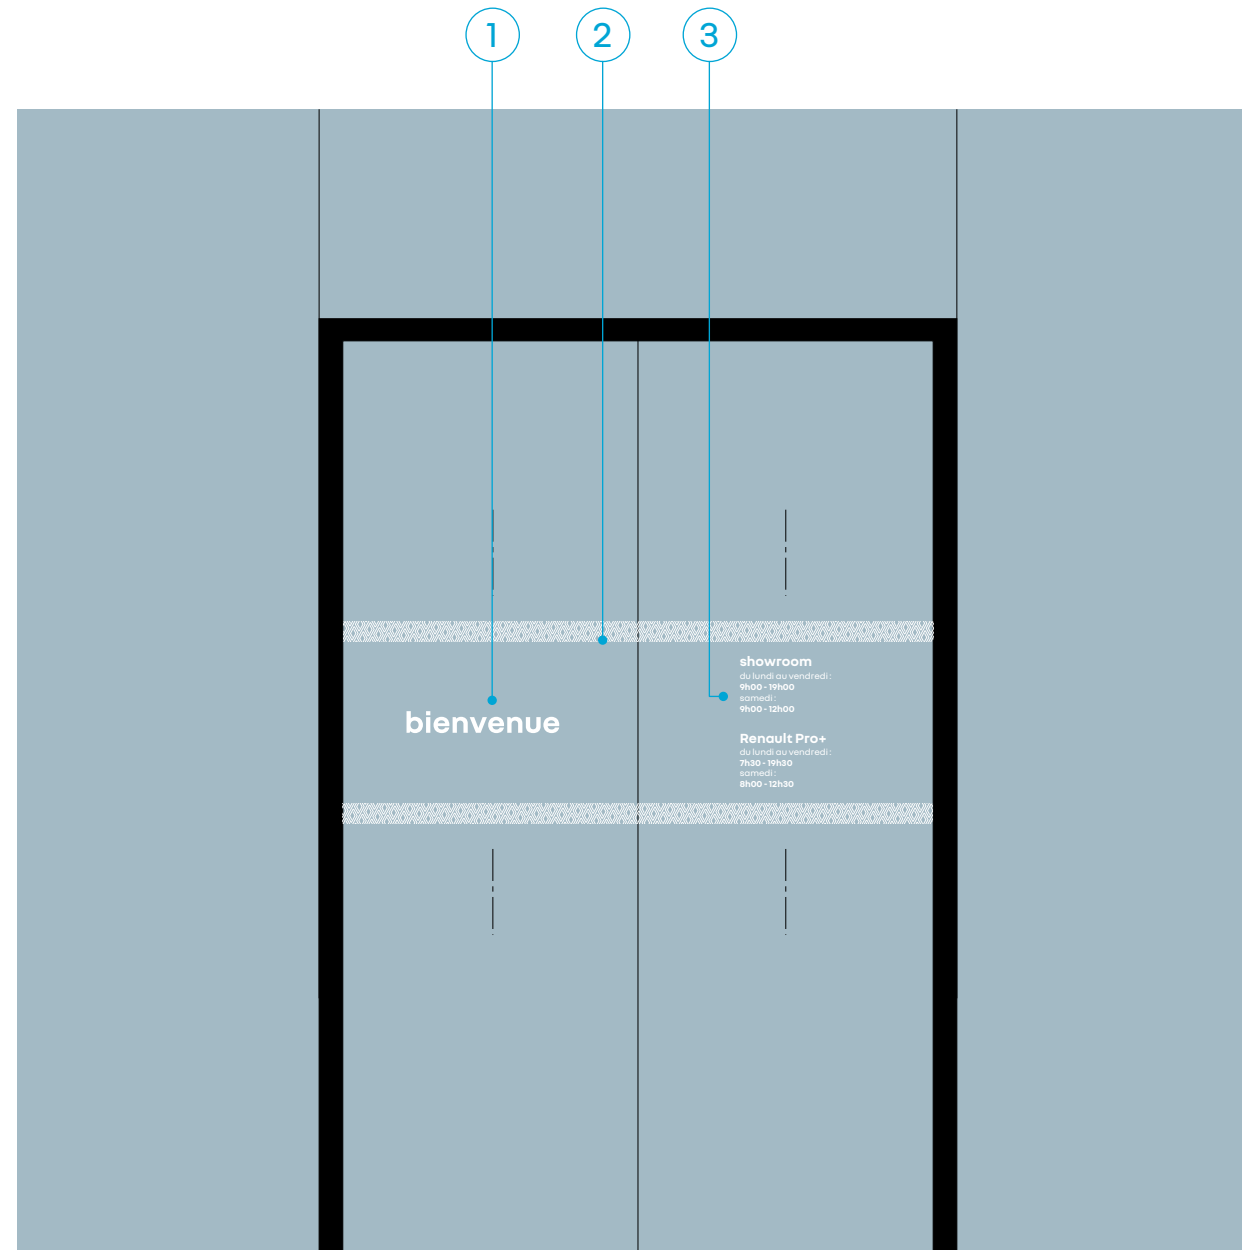 1 2 3
bienvenue
showroom
du lundi au vendredi :
9h00 - 19h00
samedi :
9h00 - 12h00
Renault Pro+
du lundi au vendredi :
7h30 - 19h30
samedi :
8h00 - 12h30